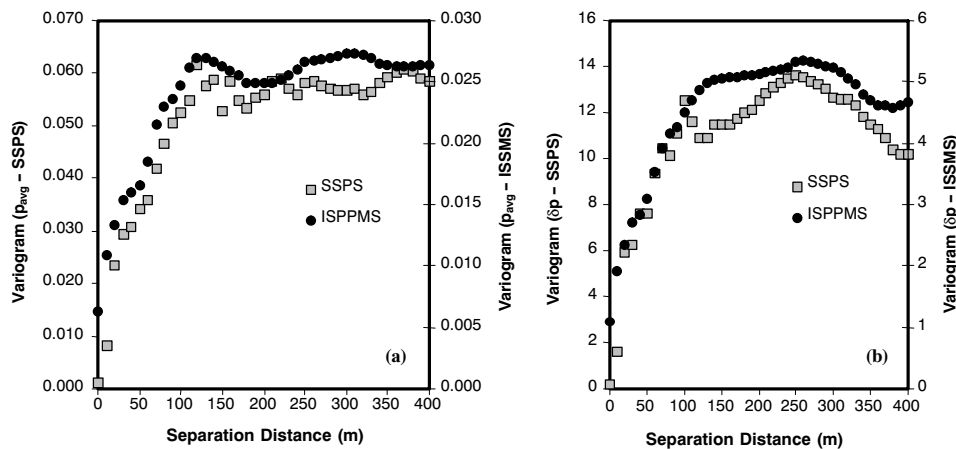 0.070
0.060
0.050
0.040
0.030
0.020
0.010
0.000
Variogram (pavg – SSPS)
0.030
0.025
0.020
0.015
0.010
0.005
0.000
Variogram (pavg – ISSMS)
SSPS
ISPPMS
(a)
0 50 100 150 200 250 300 350 400
Separation Distance (m)
16
14
12
10
8
6
4
2
0
Variogram (δp – SSPS)
6
5
4
3
2
1
0
Variogram (δp – ISSMS)
SSPS
ISPPMS
(b)
0 50 100 150 200 250 300 350 400
Separation Distance (m)